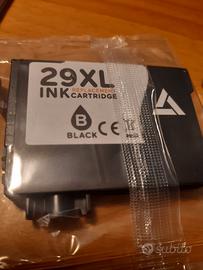 29XL
INK REPLACEMENT
CARTRIDGE
B
BLACK CE
subito